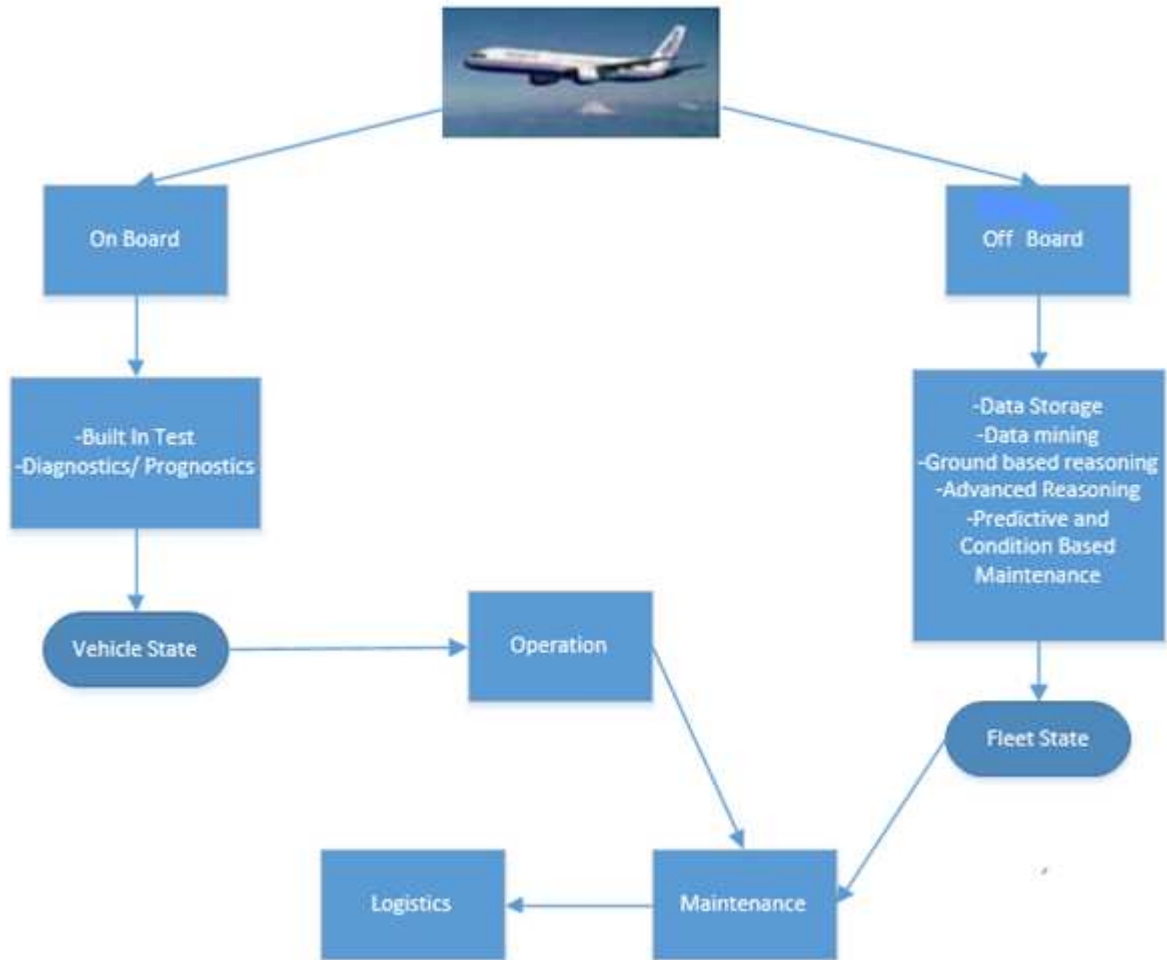 On Board
Off Board
-Built In Test
-Diagnostics/ Prognostics
-Data Storage
-Data mining
-Ground based reasoning
-Advanced Reasoning
-Predictive and
Condition Based
Maintenance
Vehicle State
Operation
Fleet State
Logistics
Maintenance